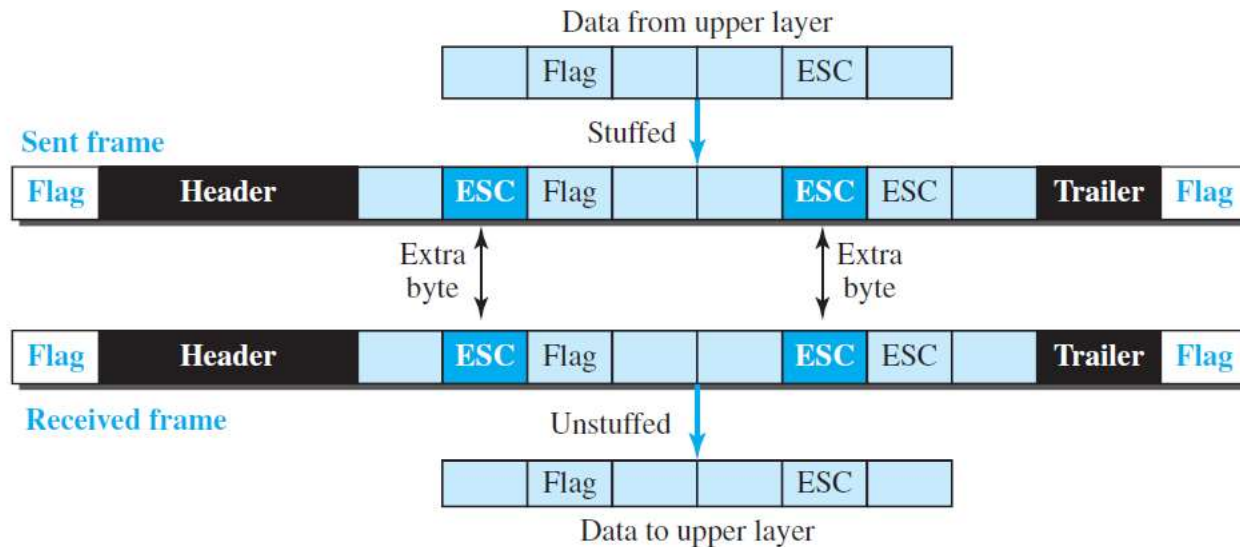 Data from upper layer
Flag ESC
Stuffed
Sent frame
Flag Header ESC Flag ESC ESC Trailer Flag
Extra byte
Extra byte
Flag Header ESC Flag ESC ESC Trailer Flag
Received frame
Unstuffed
Flag ESC
Data to upper layer